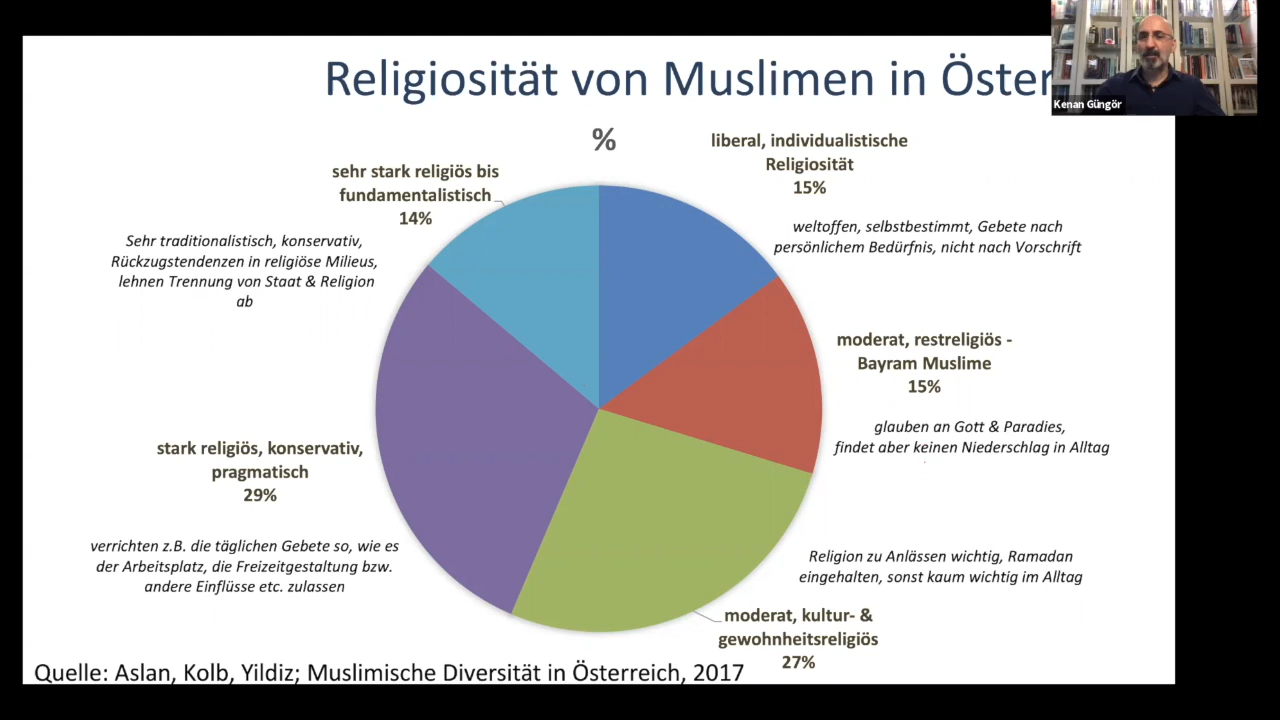 Religiosität von Muslimen in Öster
Kenan Güngör
%
liberal, individualistische
Religiosität
15%
weltoffen, selbstbestimmt, Gebete nach
persönlichem Bedürfnis, nicht nach Vorschrift
moderat, restreligiös -
Bayram Muslime
15%
glauben an Gott & Paradies,
findet aber keinen Niederschlag in Alltag
Religion zu Anlässen wichtig, Ramadan
eingehalten, sonst kaum wichtig im Alltag
moderat, kultur- &
gewohnheitsreligiös
27%
stark religiös, konservativ,
pragmatisch
29%
verrichten z.B. die täglichen Gebete so, wie es
der Arbeitsplatz, die Freizeitgestaltung bzw.
andere Einflüsse etc. zulassen
sehr stark religiös bis
fundamentalistisch
14%
Sehr traditionalistisch, konservativ,
Rückzugstendenzen in religiöse Milieus,
lehnen Trennung von Staat & Religion
ab
Quelle: Aslan, Kolb, Yildiz; Muslimische Diversität in Österreich, 2017